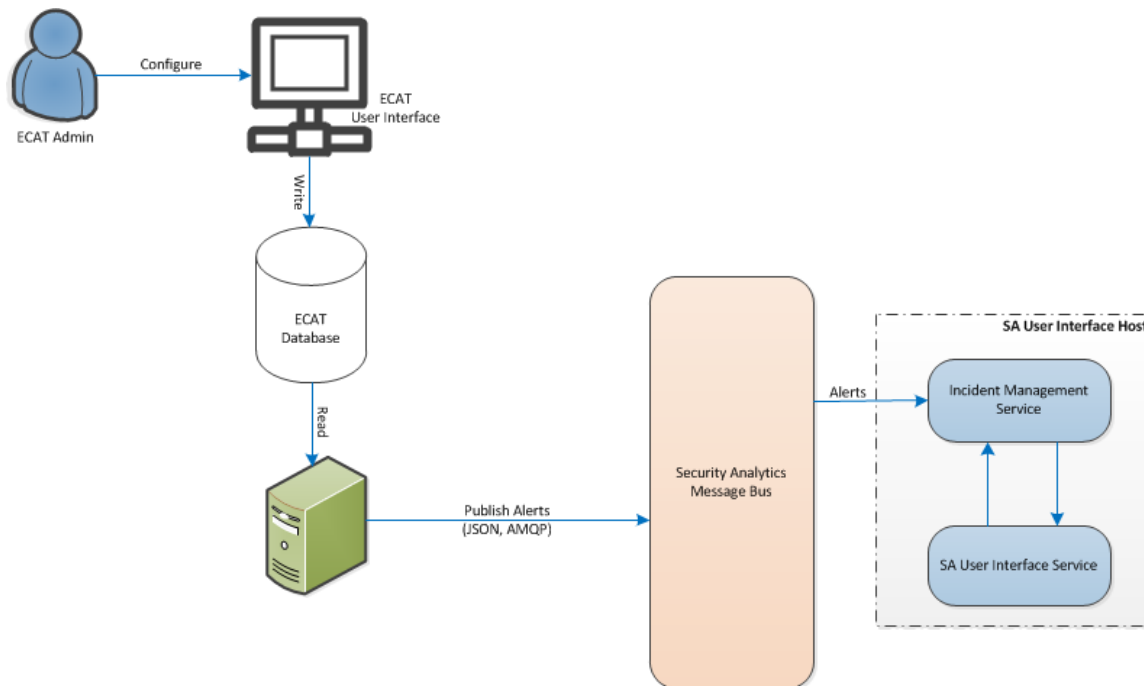 Configure
ECAT Admin
ECAT
User Interface
Write
ECAT
Database
Read
Publish Alerts
(JSON, AMQP)
Security Analytics
Message Bus
Alerts
SA User Interface Host
Incident Management
Service
SA User Interface Service